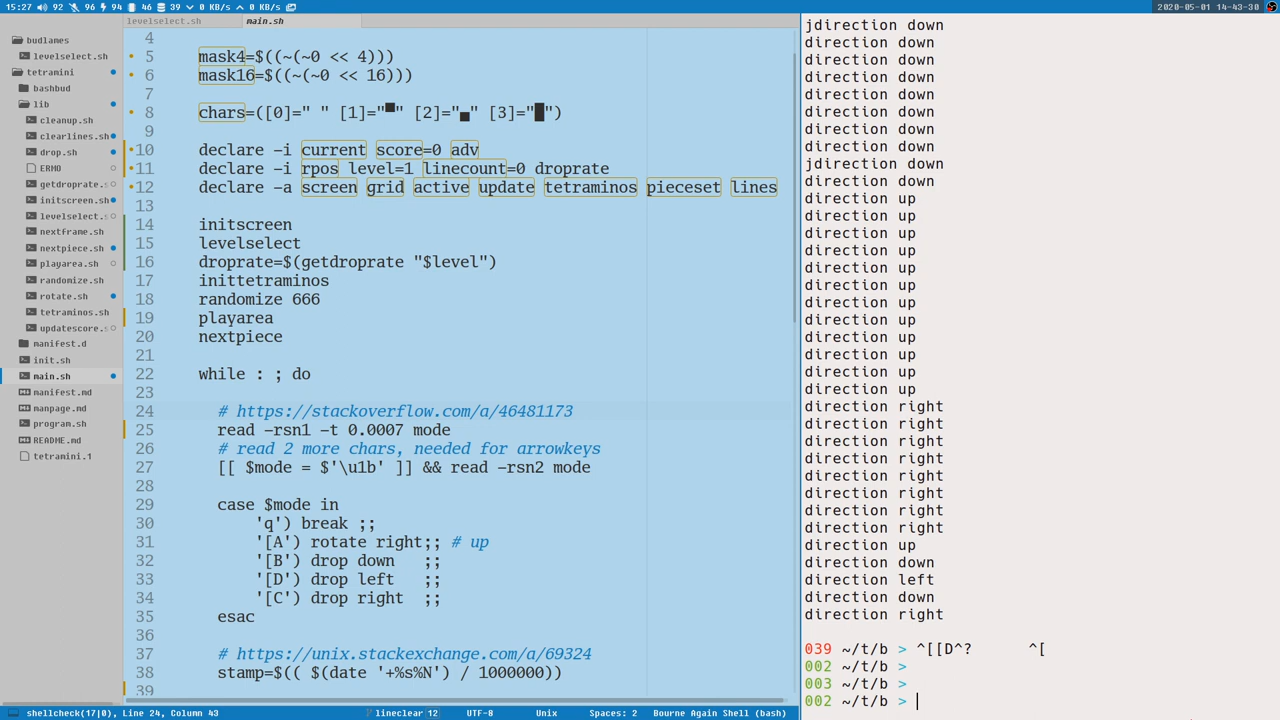 15:27 92 96 94 46 39 0 KB/s 0 KB/s 2020-05-01 14-43-30
levelselect.sh main.sh
budlames
levelselect.sh
tetramini
bashbud
lib
cleanup.sh
clearlines.sh
drop.sh
ERMO
getdroprate.s
initscreen.sh
levelselect.s
nextframe.sh
nextpiece.sh
playarea.sh
randomize.sh
rotate.sh
tetraminos.sh
updatescore.s
manifest.d
init.sh
main.sh
manifest.md
manpage.md
program.sh
README.md
tetramini.1
4
5 mask4=$((~(~0 << 4)))
6 mask16=$((~(~0 << 16)))
7
8 chars=([0]=" " [1]="▀" [2]="▄" [3]="█")
9
10 declare -i current score=0 adv
11 declare -i rpos level=1 linecount=0 droprate
12 declare -a screen grid active update tetraminos pieceset lines
13
14 initscreen
15 levelselect
16 droprate=$(getdroprate "$level")
17 inittetraminos
18 randomize 666
19 playarea
20 nextpiece
21
22 while : ; do
23
24 # https://stackoverflow.com/a/46481173
25 read -rsn1 -t 0.0007 mode
26 # read 2 more chars, needed for arrowkeys
27 [[ $mode = $'\u1b' ]] && read -rsn2 mode
28
29 case $mode in
30 'q') break ;;
31 '[A') rotate right;; # up
32 '[B') drop down ;;
33 '[D') drop left ;;
34 '[C') drop right ;;
35 esac
36
37 # https://unix.stackexchange.com/a/69324
38 stamp=$(( $(date '+%s%N') / 1000000))
39
shellcheck(17|0), Line 24, Column 43 lineclear 12 UTF-8 Unix Spaces: 2 Bourne Again Shell (bash)
jdirection down
direction down
direction down
direction down
direction down
direction down
direction down
direction down
jdirection down
direction down
direction up
direction up
direction up
direction up
direction up
direction up
direction up
direction up
direction up
direction up
direction up
direction up
direction right
direction right
direction right
direction right
direction right
direction right
direction right
direction right
direction up
direction down
direction left
direction down
direction right
039 ~/t/b > ^[[D^? ^[
002 ~/t/b >
003 ~/t/b >
002 ~/t/b >